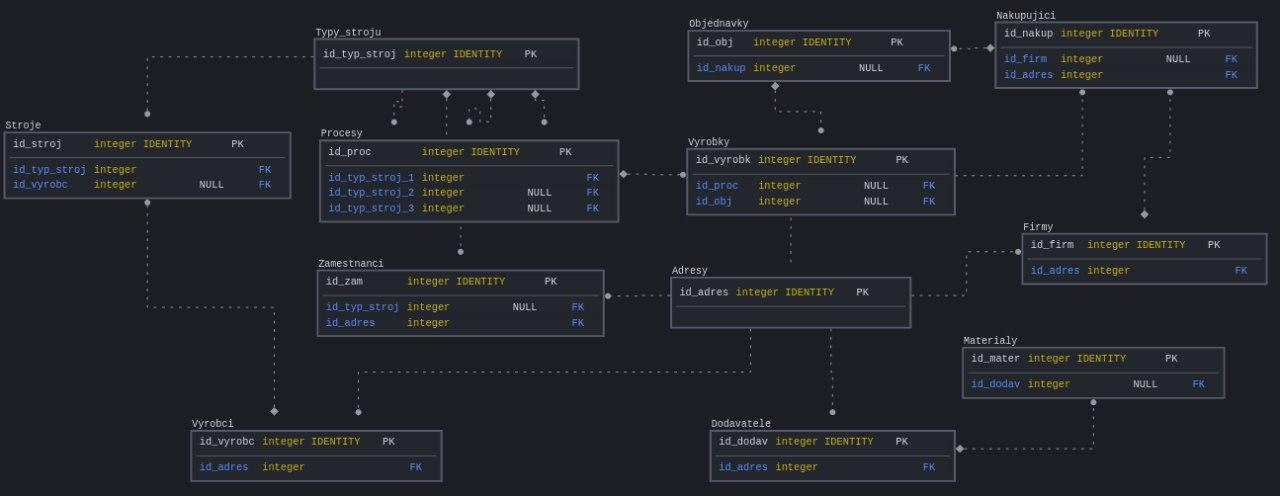 Typy_stroju
id_typ_stroj integer IDENTITY PK
Objednavky
id_obj integer IDENTITY PK
id_nakup integer NULL FK
Nakupujici
id_nakup integer IDENTITY PK
id_firm integer NULL FK
id_adres integer FK
Stroje
id_stroj integer IDENTITY PK
id_typ_stroj integer FK
id_vyrobc integer NULL FK
Procesy
id_proc integer IDENTITY PK
id_typ_stroj_1 integer FK
id_typ_stroj_2 integer NULL FK
id_typ_stroj_3 integer NULL FK
Vyrobky
id_vyrobk integer IDENTITY PK
id_proc integer NULL FK
id_obj integer NULL FK
Firmy
id_firm integer IDENTITY PK
id_adres integer FK
Zamestnanci
id_zam integer IDENTITY PK
id_typ_stroj integer NULL FK
id_adres integer FK
Adresy
id_adres integer IDENTITY PK
Materialy
id_mater integer IDENTITY PK
id_dodav integer NULL FK
Vyrobci
id_vyrobc integer IDENTITY PK
id_adres integer FK
Dodavatele
id_dodav integer IDENTITY PK
id_adres integer FK